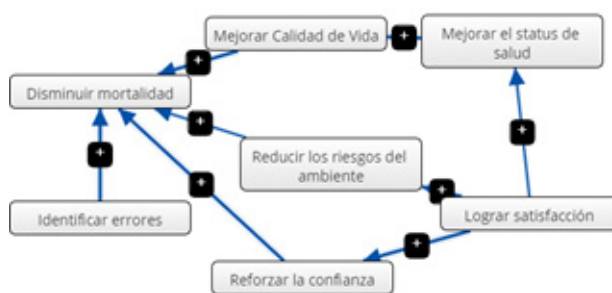 Mejorar Calidad de Vida
+
Mejorar el status de
salud
+
Disminuir mortalidad
+
+
+
Reducir los riesgos del
ambiente
+
+
+
Identificar errores
Lograr satisfacción
+
Reforzar la confianza